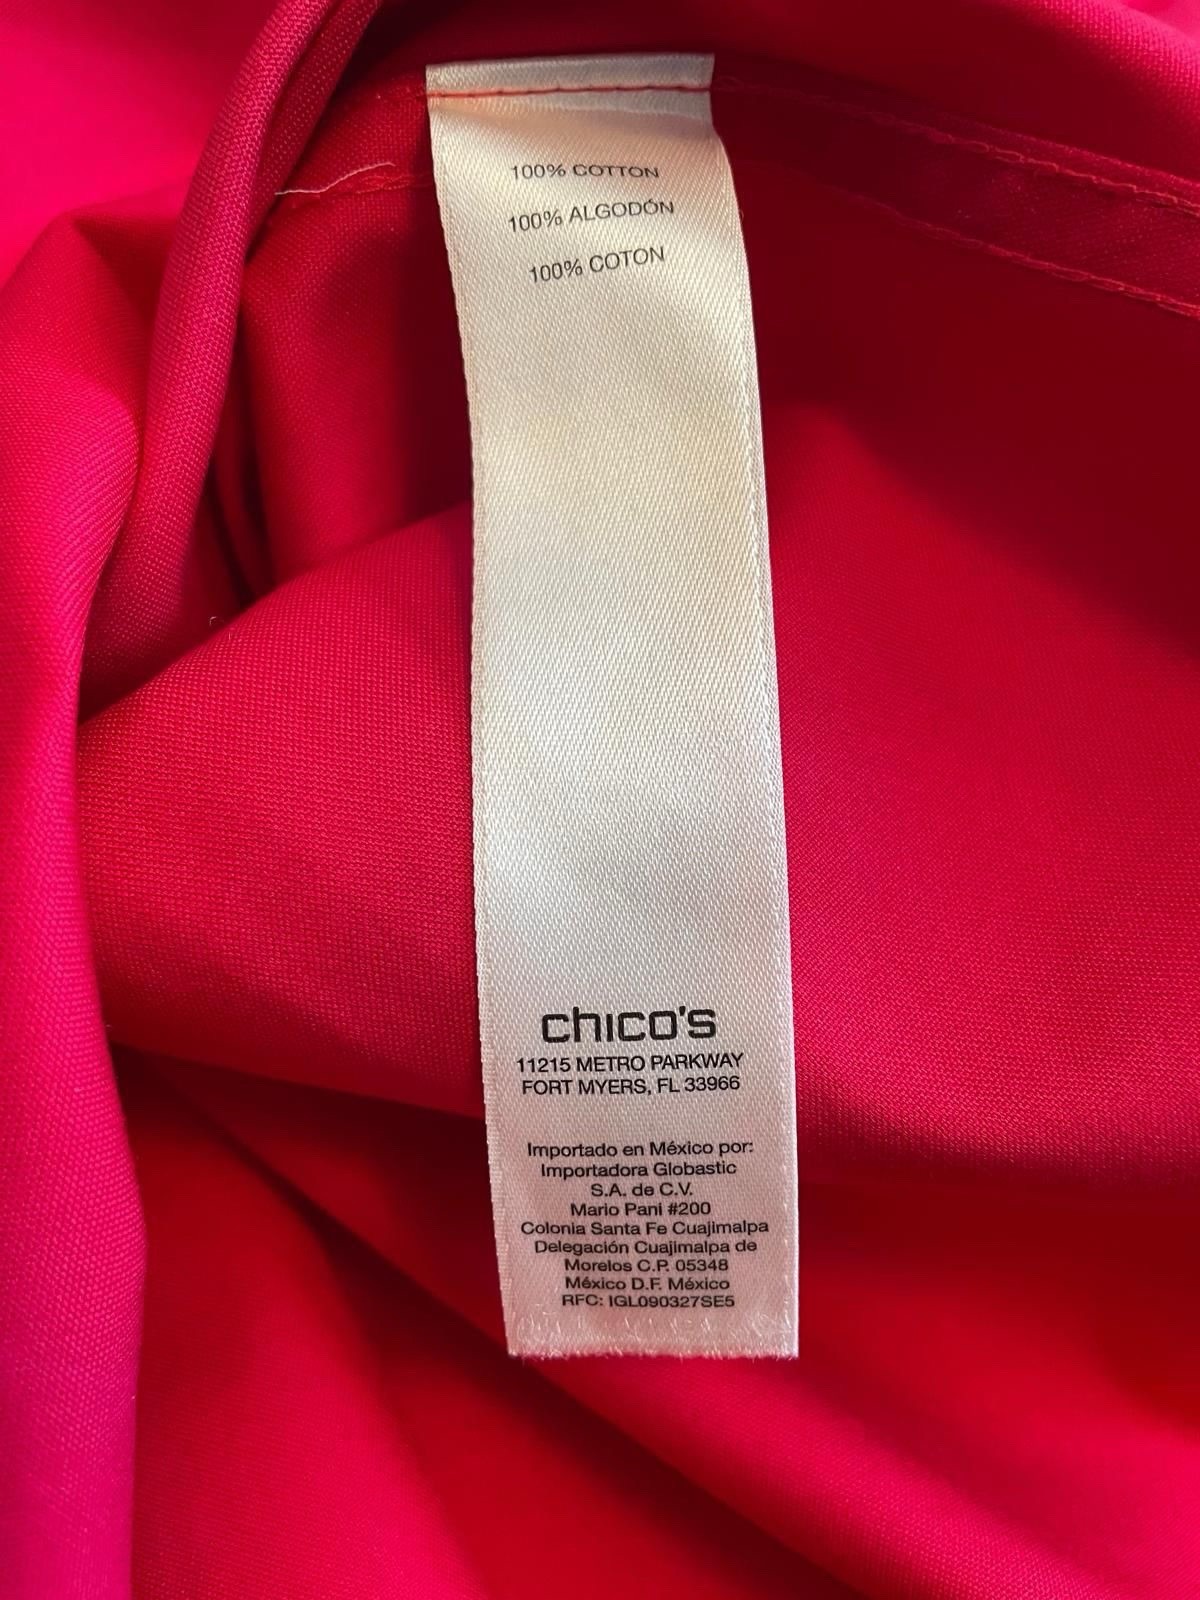 100% COTTON
100% ALGODÓN
100% COTON
chico's
11215 METRO PARKWAY
FORT MYERS, FL 33966
Importado en México por:
Importadora Globastic
S.A. de C.V.
Mario Pani #200
Colonia Santa Fe Cuajimalpa
Delegación Cuajimalpa de
Morelos C.P. 05348
México D.F. México
RFC: IGL090327SE5